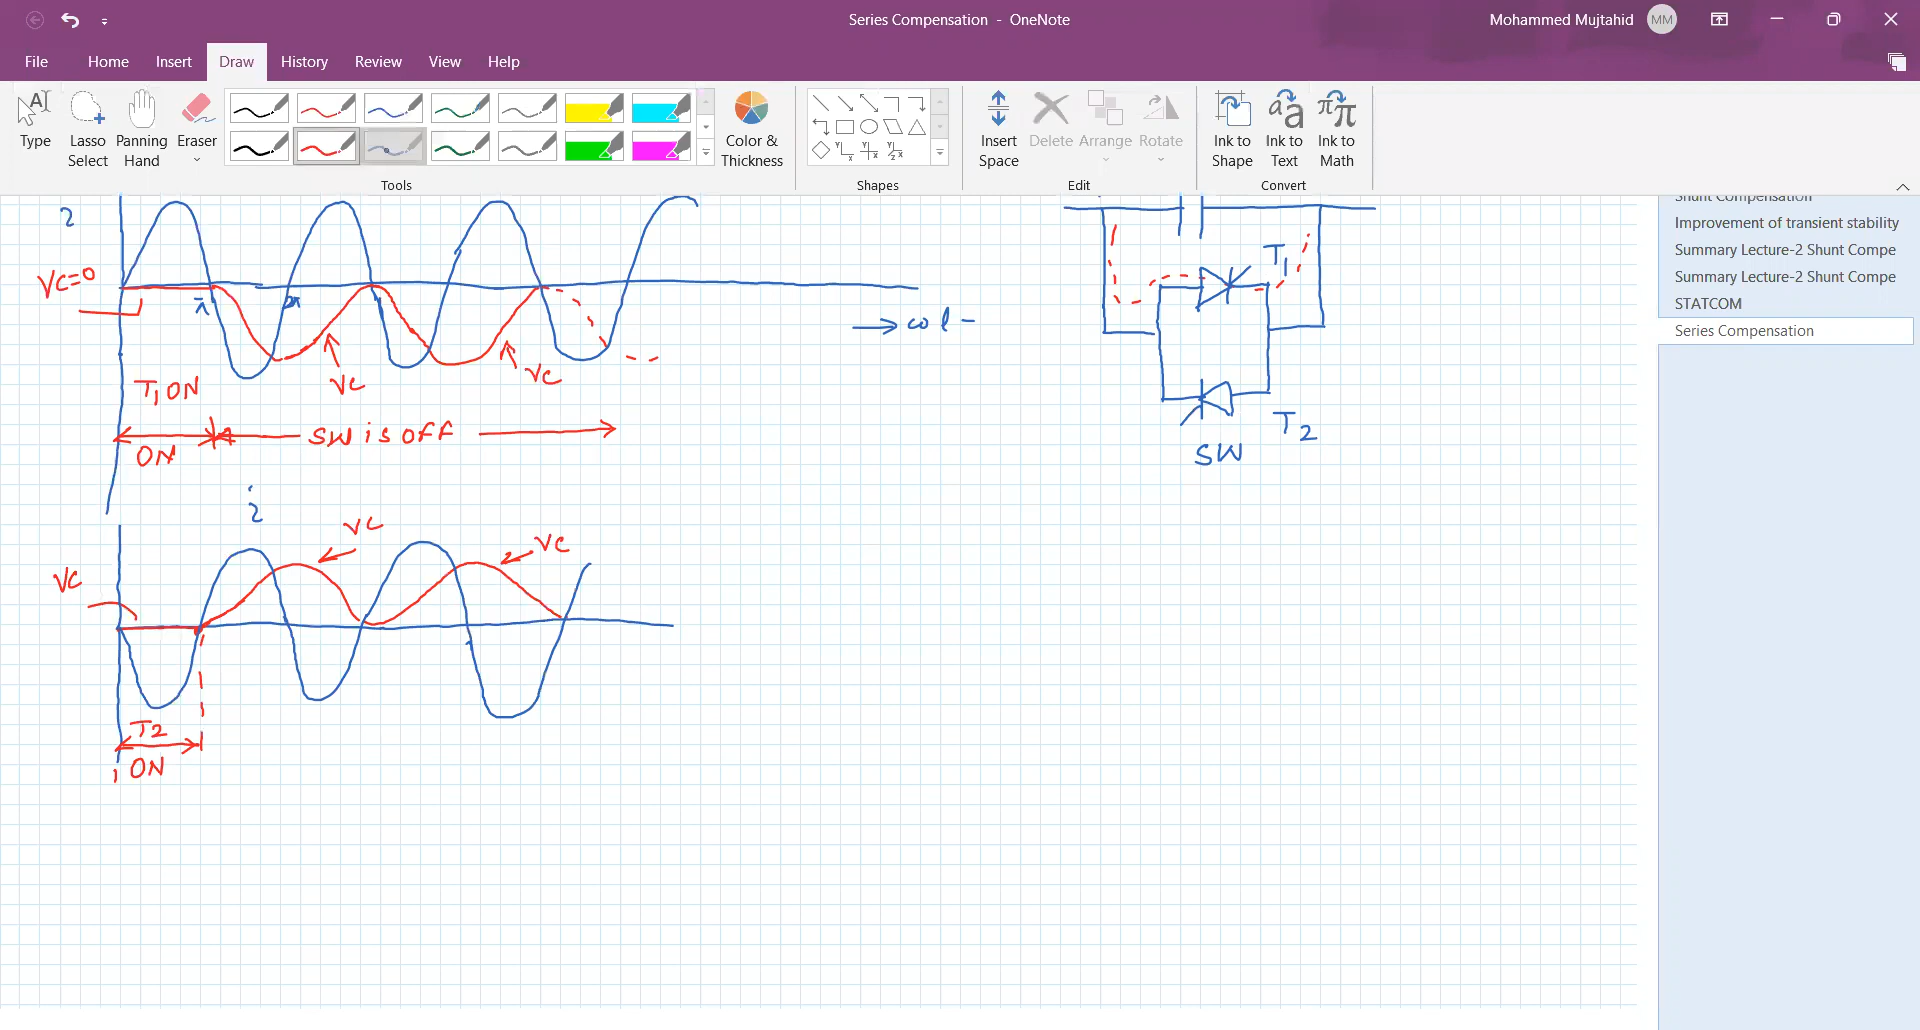 Series Compensation - OneNote
Mohammed Mujtahid
MM
File
Home
Insert
Draw
History
Review
View
Help
Type
Lasso Select
Panning Hand
Eraser
Color & Thickness
Insert Space
Delete
Arrange
Rotate
Ink to Shape
Ink to Text
Ink to Math
Tools
Shapes
Edit
Convert
Shunt Compensation
Improvement of transient stability
Summary Lecture-2 Shunt Compe
Summary Lecture-2 Shunt Compe
STATCOM
Series Compensation
i
VC=0
π
2π
VC
VC
T1 ON
ON
SW is off
T1
T2
SW
i
VC
VC
VC
T2
ON